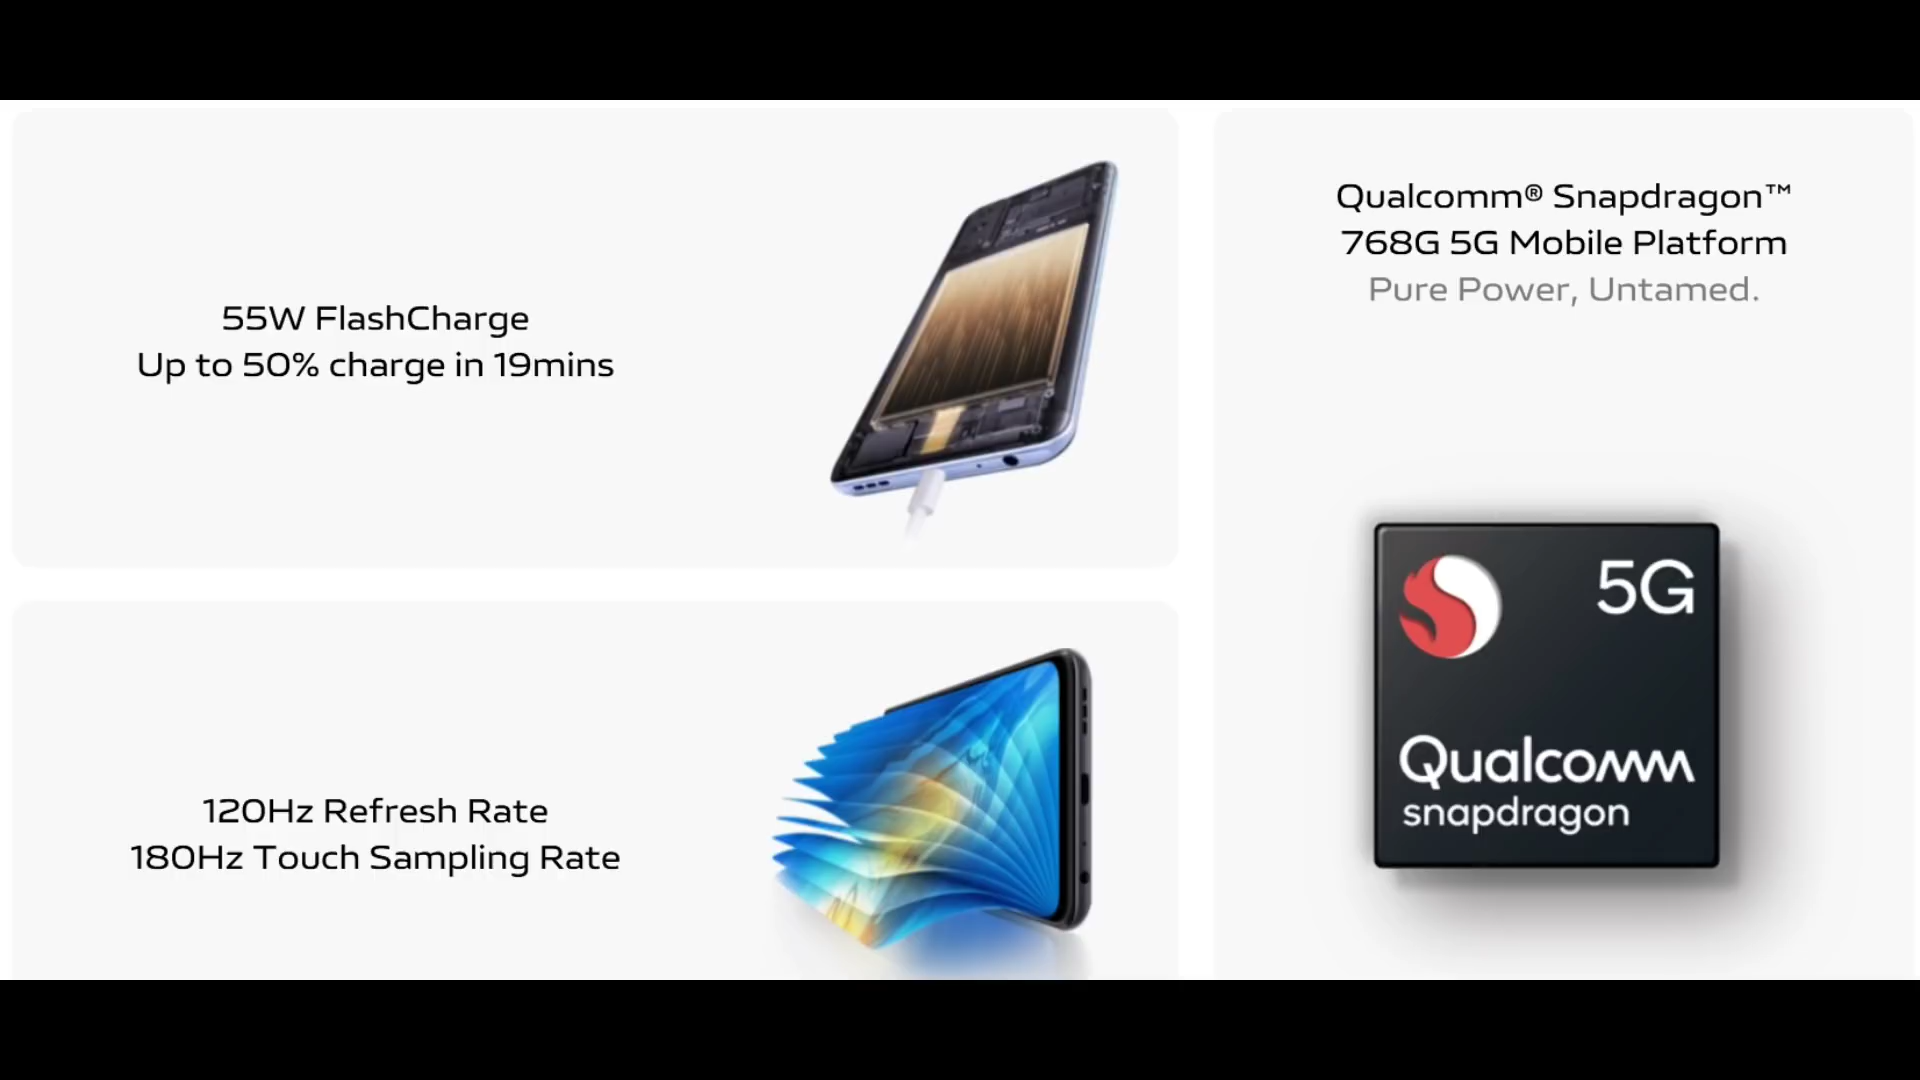 55W FlashCharge
Up to 50% charge in 19mins
120Hz Refresh Rate
180Hz Touch Sampling Rate
Qualcomm® Snapdragon™
768G 5G Mobile Platform
Pure Power, Untamed.
5G
Qualcomm
snapdragon